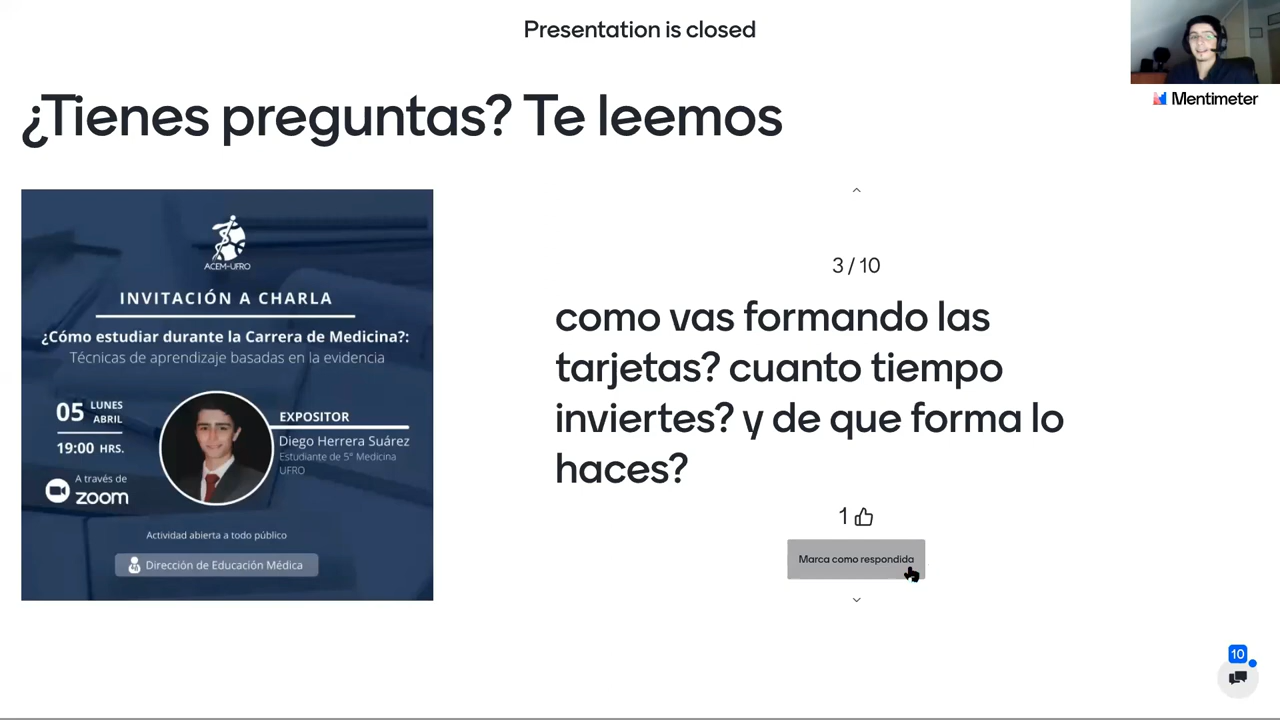 Presentation is closed
Mentimeter
¿Tienes preguntas? Te leemos
ACEM-UFRO
INVITACIÓN A CHARLA
¿Cómo estudiar durante la Carrera de Medicina?:
Técnicas de aprendizaje basadas en la evidencia
05 LUNES
ABRIL
19:00 HRS.
A través de
zoom
EXPOSITOR
Diego Herrera Suárez
Estudiante de 5° Medicina
UFRO
Actividad abierta a todo público
Dirección de Educación Médica
3 / 10
como vas formando las
tarjetas? cuanto tiempo
inviertes? y de que forma lo
haces?
1
Marca como respondida
10